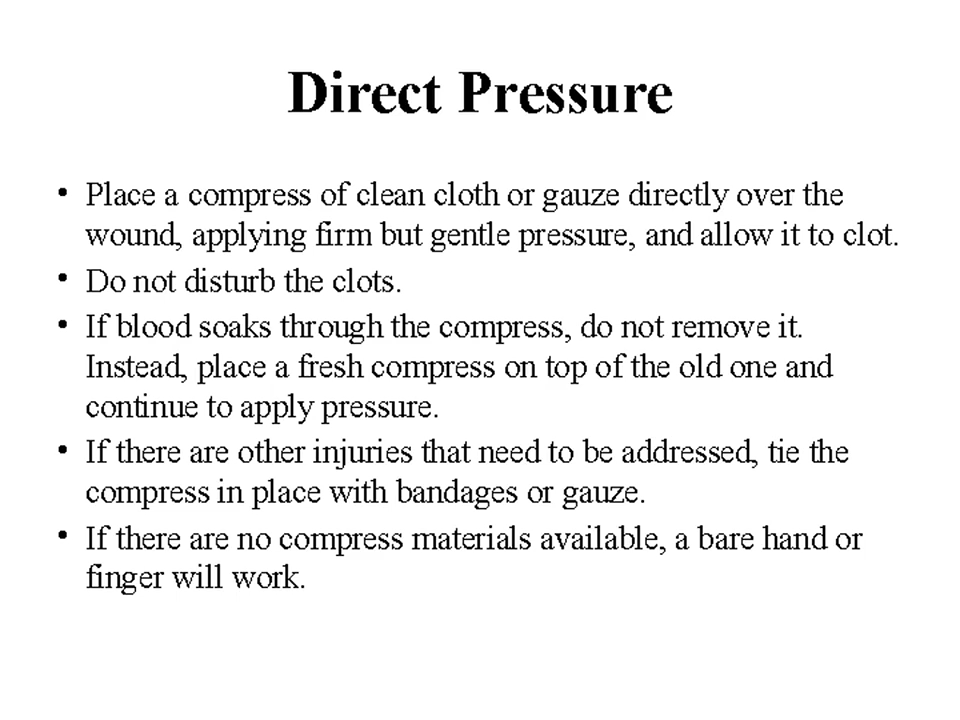 Direct Pressure
• Place a compress of clean cloth or gauze directly over the
wound, applying firm but gentle pressure, and allow it to clot.
• Do not disturb the clots.
• If blood soaks through the compress, do not remove it.
Instead, place a fresh compress on top of the old one and
continue to apply pressure.
• If there are other injuries that need to be addressed, tie the
compress in place with bandages or gauze.
• If there are no compress materials available, a bare hand or
finger will work.